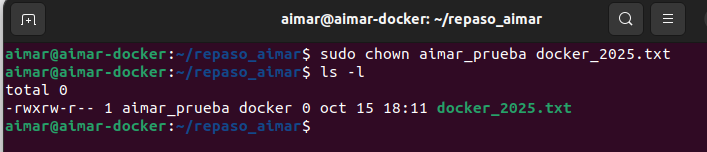 aimar@aimar-docker: ~/repaso_aimar
aimar@aimar-docker:~/repaso_aimar$ sudo chown aimar_prueba docker_2025.txt
aimar@aimar-docker:~/repaso_aimar$ ls -l
total 0
-rwxrw-r-- 1 aimar_prueba docker 0 oct 15 18:11 docker_2025.txt
aimar@aimar-docker:~/repaso_aimar$